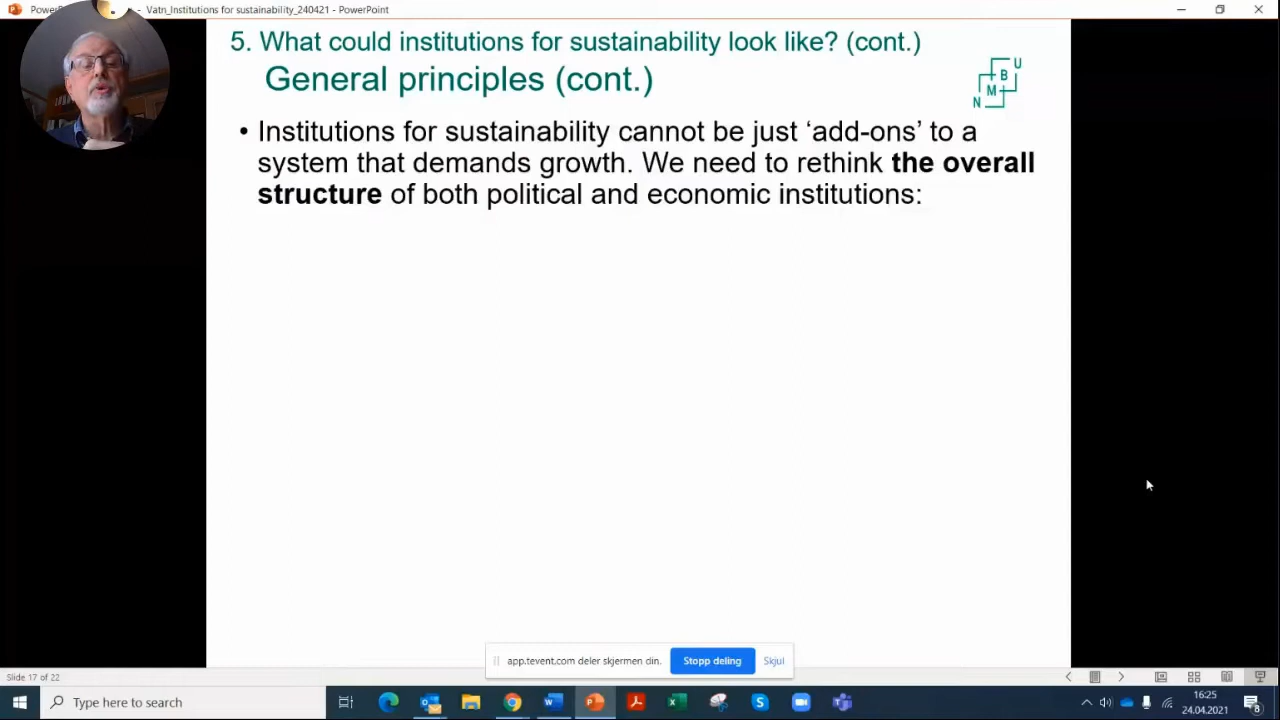 Vatn_Institutions for sustainability_240421 - PowerPoint
5. What could institutions for sustainability look like? (cont.)
General principles (cont.)
N M B U
• Institutions for sustainability cannot be just ‘add-ons’ to a
system that demands growth. We need to rethink the overall
structure of both political and economic institutions:
app.tevent.com deler skjermen din.
Stopp deling
Skjul
Slide 17 of 22
Type here to search
16:25
24.04.2021
8